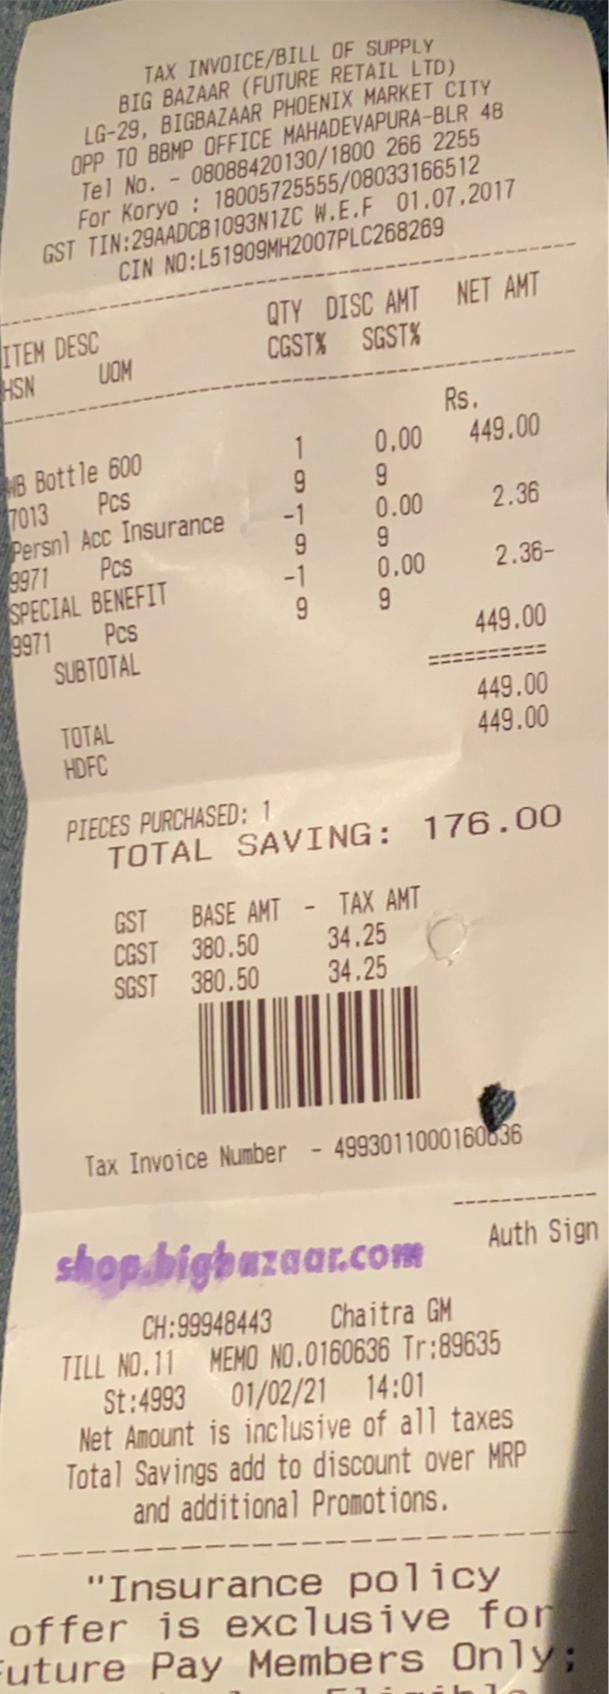 TAX INVOICE/BILL OF SUPPLY
BIG BAZAAR (FUTURE RETAIL LTD)
LG-29, BIGBAZAAR PHOENIX MARKET CITY
OPP TO BBMP OFFICE MAHADEVAPURA-BLR 48
Tel No. - 08088420130/1800 266 2255
For Koryo : 18005725555/08033166512
GST TIN:29AADCB1093N1ZC W.E.F 01.07.2017
CIN NO:L51909MH2007PLC268269
ITEM DESC QTY DISC AMT NET AMT
HSN UOM CGST% SGST%
Rs.
WB Bottle 600 1 0.00 449.00
7013 Pcs 9 9
Persnl Acc Insurance -1 0.00 2.36
9971 Pcs 9 9
SPECIAL BENEFIT -1 0.00 2.36-
9971 Pcs 9 9
SUBTOTAL 449.00
==========
TOTAL 449.00
HDFC 449.00
PIECES PURCHASED: 1
TOTAL SAVING: 176.00
GST BASE AMT - TAX AMT
CGST 380.50 34.25
SGST 380.50 34.25
Tax Invoice Number - 4993011000160636
Auth Sign
shop.bigbazaar.com
CH:99948443 Chaitra GM
TILL NO.11 MEMO NO.0160636 Tr:89635
St:4993 01/02/21 14:01
Net Amount is inclusive of all taxes
Total Savings add to discount over MRP
and additional Promotions.
"Insurance policy
offer is exclusive for
Future Pay Members Only;